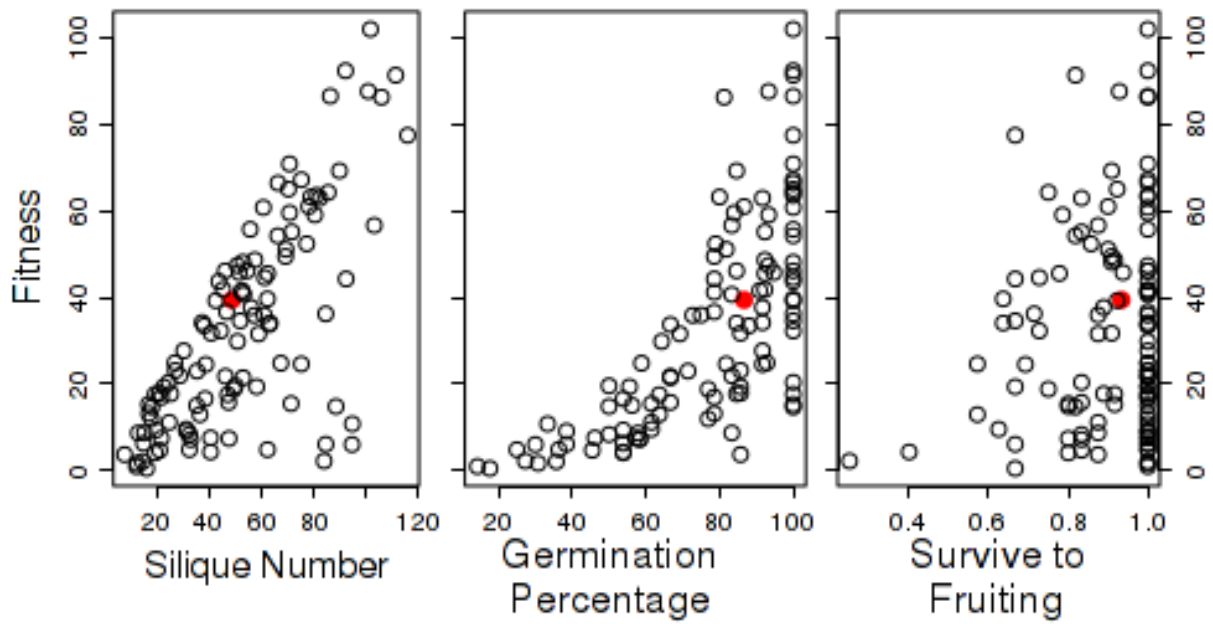 Fitness
0 20 40 60 80 100
20 40 60 80 100 120
Silique Number
20 40 60 80 100
Germination
Percentage
0.4 0.6 0.8 1.0
Survive to
Fruiting
0 20 40 60 80 100